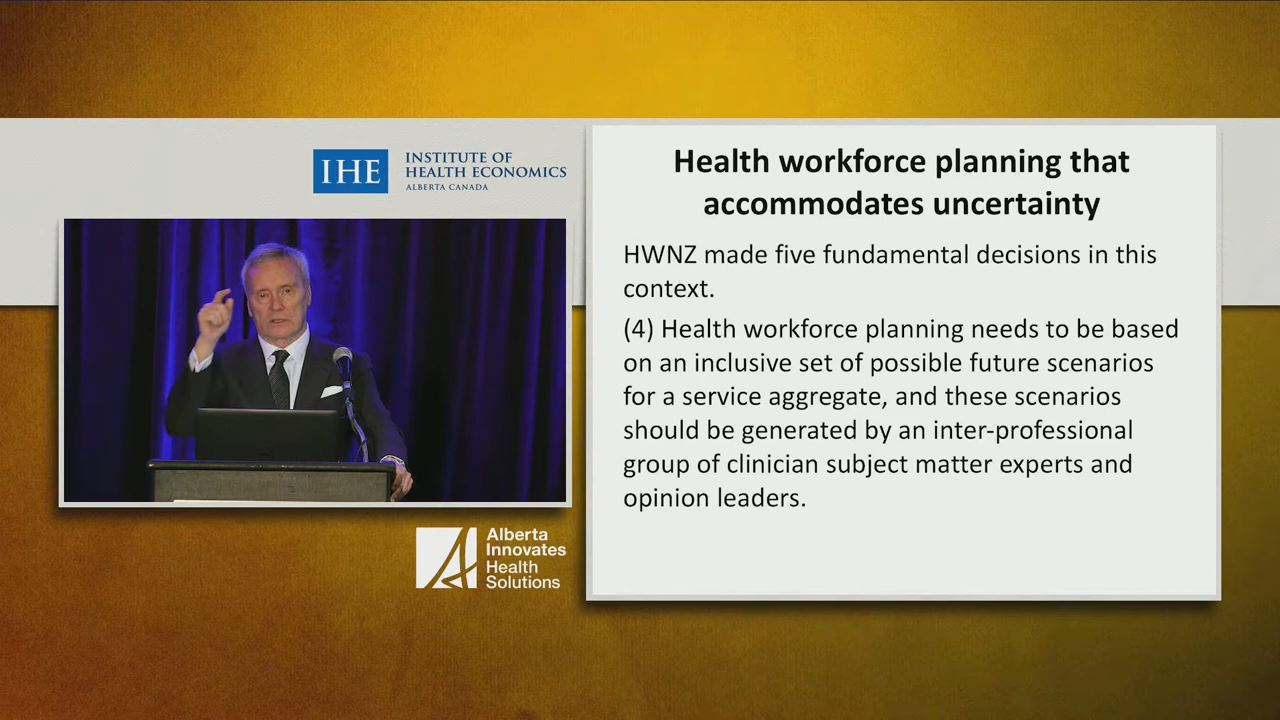 IHE
INSTITUTE OF
HEALTH ECONOMICS
ALBERTA CANADA
Health workforce planning that
accommodates uncertainty
HWNZ made five fundamental decisions in this
context.
(4) Health workforce planning needs to be based
on an inclusive set of possible future scenarios
for a service aggregate, and these scenarios
should be generated by an inter-professional
group of clinician subject matter experts and
opinion leaders.
Alberta
Innovates
Health
Solutions